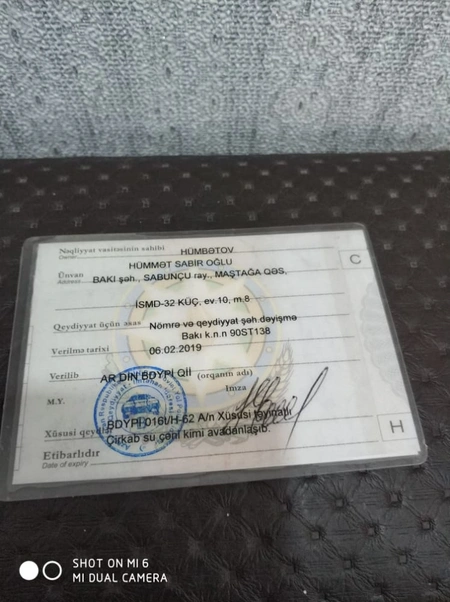 Nəqliyyat vasitəsinin sahibi HÜMBƏTOV
Owner
HÜMMƏT SABİR OĞLU
C
Ünvan
Address
BAKI şəh., SABUNÇU ray., MAŞTAĞA QƏS,
İSMD-32 KÜÇ, ev.10, m.8
Qeydiyyat üçün əsas Nömrə və qeydiyyat şəh.dəyişmə
Bakı k.n.n 90ST138
Verilmə tarixi 06.02.2019
Verilib AR DİN BDYPİ Qİİ (orqanın adı)
İmza
M.Y.
Xüsusi qeydlər BDYPİ 016t/H-62 A/n Xüsusi təyinatlı
Çirkab su çəni kimi avadanlaşıb.
H
Etibarlıdır
Date of expiry
SHOT ON MI 6
MI DUAL CAMERA